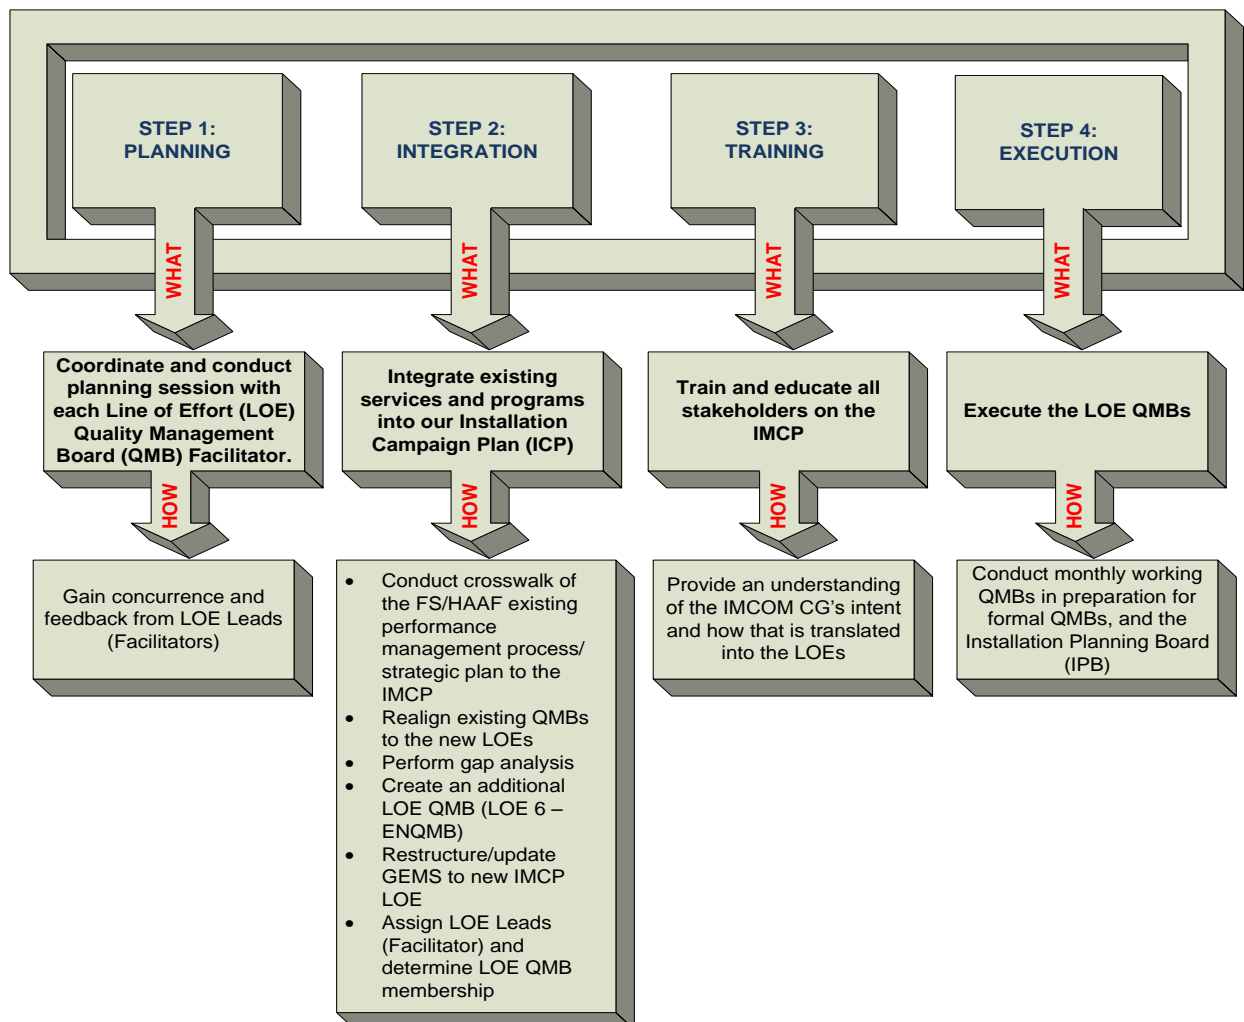 STEP 1:
PLANNING
WHAT
Coordinate and conduct
planning session with
each Line of Effort (LOE)
Quality Management
Board (QMB) Facilitator.
HOW
Gain concurrence and
feedback from LOE Leads
(Facilitators)
STEP 2:
INTEGRATION
WHAT
Integrate existing
services and programs
into our Installation
Campaign Plan (ICP)
HOW
• Conduct crosswalk of
the FS/HAAF existing
performance
management process/
strategic plan to the
IMCP
• Realign existing QMBs
to the new LOEs
• Perform gap analysis
• Create an additional
LOE QMB (LOE 6 –
ENQMB)
• Restructure/update
GEMS to new IMCP
LOE
• Assign LOE Leads
(Facilitator) and
determine LOE QMB
membership
STEP 3:
TRAINING
WHAT
Train and educate all
stakeholders on the
IMCP
HOW
Provide an understanding
of the IMCOM CG's intent
and how that is translated
into the LOEs
STEP 4:
EXECUTION
WHAT
Execute the LOE QMBs
HOW
Conduct monthly working
QMBs in preparation for
formal QMBs, and the
Installation Planning Board
(IPB)